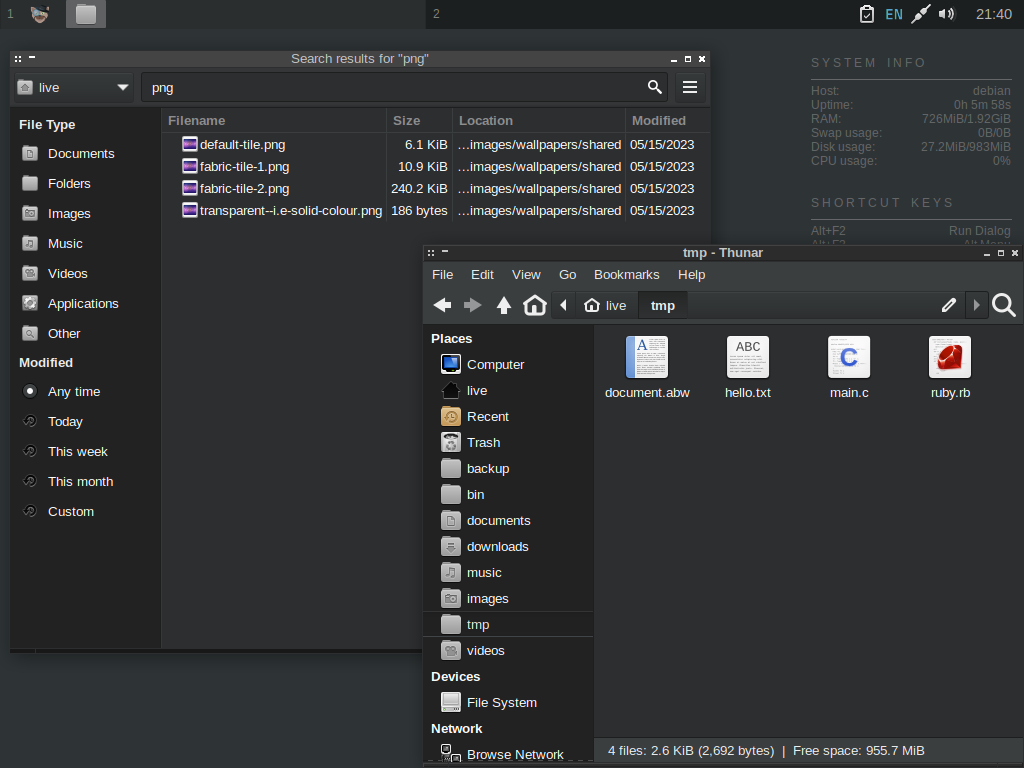 1
2
EN
21:40
Search results for "png"
live
png
File Type
Documents
Folders
Images
Music
Videos
Applications
Other
Modified
Any time
Today
This week
This month
Custom
Filename Size Location Modified
default-tile.png 6.1 KiB …images/wallpapers/shared 05/15/2023
fabric-tile-1.png 10.9 KiB …images/wallpapers/shared 05/15/2023
fabric-tile-2.png 240.2 KiB …images/wallpapers/shared 05/15/2023
transparent--i.e-solid-colour.png 186 bytes …images/wallpapers/shared 05/15/2023
SYSTEM INFO
Host: debian
Uptime: 0h 5m 58s
RAM: 726MiB/1.92GiB
Swap usage: 0B/0B
Disk usage: 27.2MiB/983MiB
CPU usage: 0%
SHORTCUT KEYS
Alt+F2 Run Dialog
Alt+F3 Alt Menu
tmp - Thunar
File Edit View Go Bookmarks Help
live tmp
Places
Computer
live
Recent
Trash
backup
bin
documents
downloads
music
images
tmp
videos
Devices
File System
Network
Browse Network
A
ABC
C
document.abw hello.txt main.c ruby.rb
4 files: 2.6 KiB (2,692 bytes) | Free space: 955.7 MiB